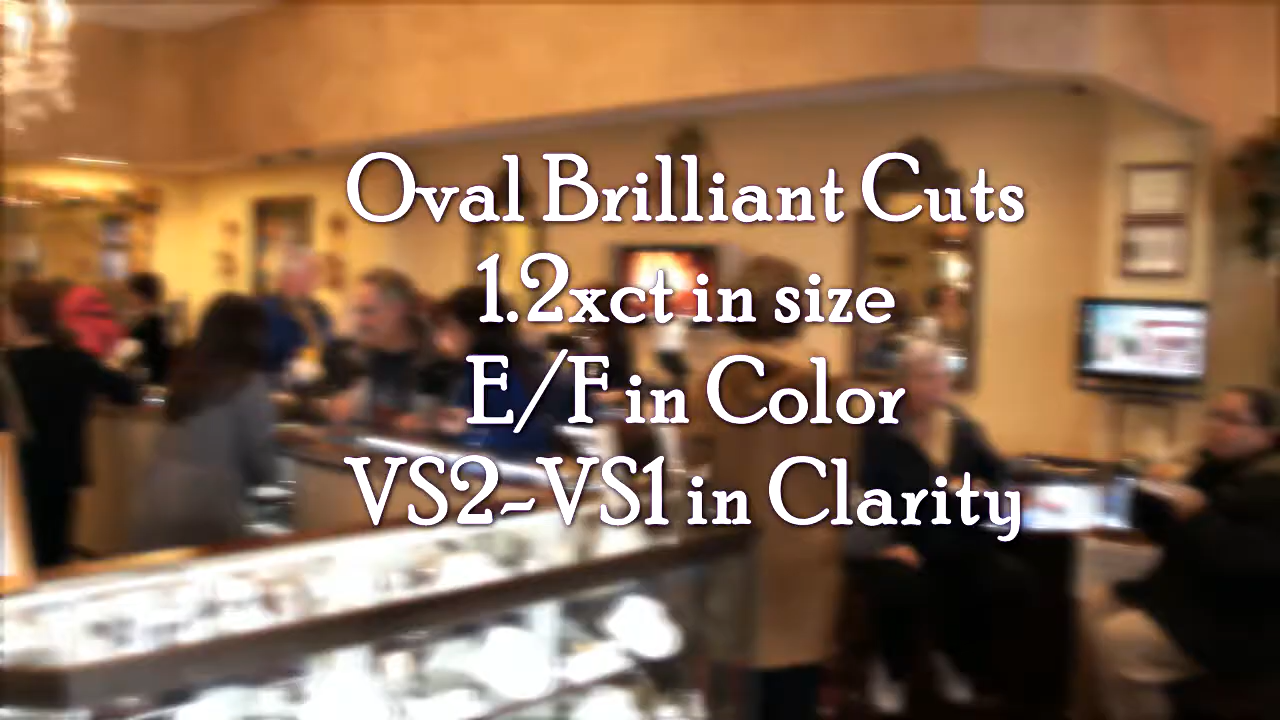 Oval Brilliant Cuts
1.2xct in size
E/F in Color
VS2-VS1 in Clarity